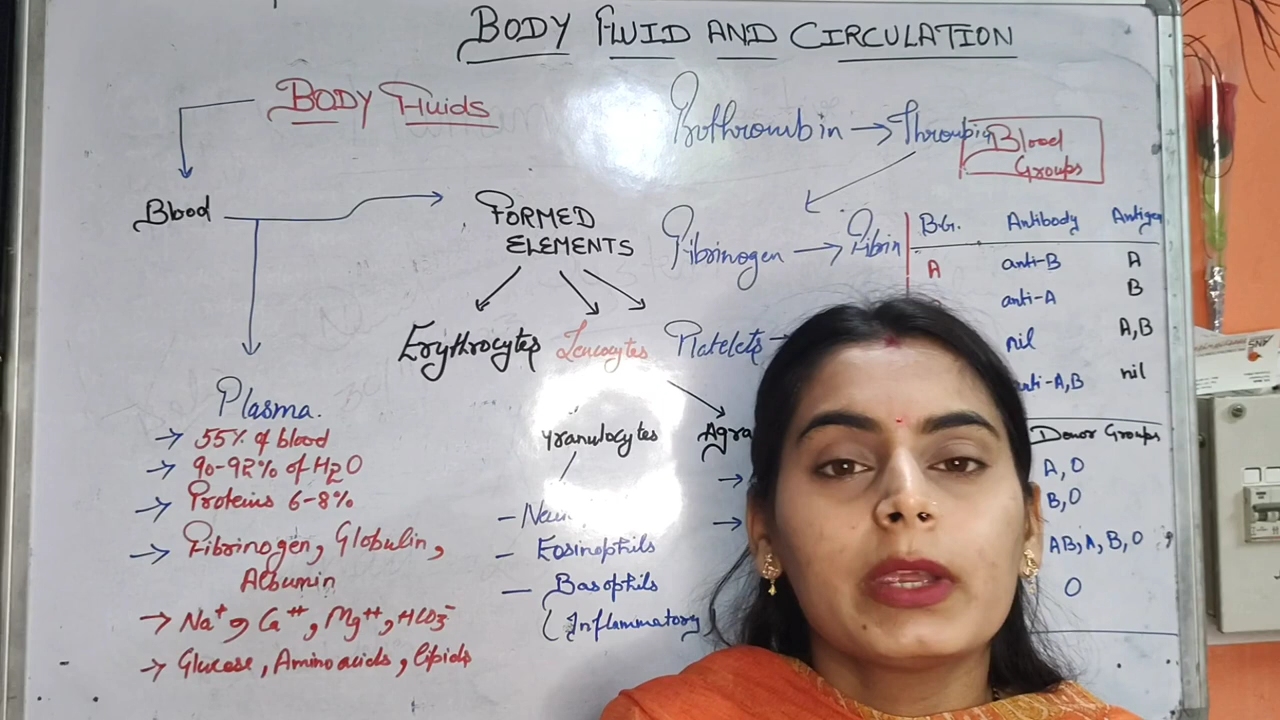 BODY FLUID AND CIRCULATION
BODY Fluids
Blood
FORMED
ELEMENTS
Erythrocytes Leucocytes Platelets
Plasma.
→ 55% of blood
→ 90-92% of H2O
→ Proteins 6-8%
→ Fibrinogen, Globulin,
Albumin
→ Na+, Ca++, Mg++, HCO3-
→ Glucose, Amino acids, lipids
Granulocytes
- Neu
- Eosinophils
- Basophils
(Inflammatory
Agra
Prothrombin → Thrombin
Fibrinogen → Fibrin
Blood
Groups
B.G. Antibody Antigen
A anti-B A
anti-A B
nil A,B
anti-A,B nil
Donor Groups
A, O
B, O
AB, A, B, O
O